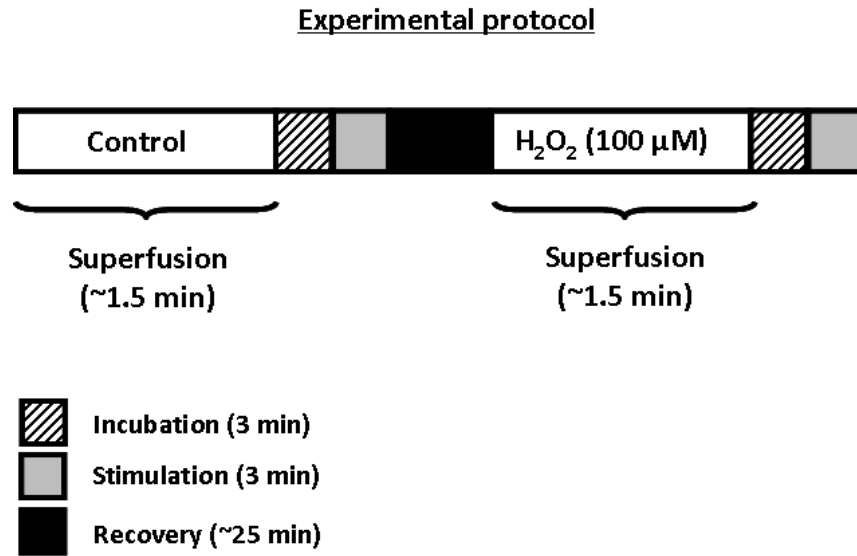 Experimental protocol
Control
H₂O₂ (100 µM)
Superfusion
(~1.5 min)
Superfusion
(~1.5 min)
Incubation (3 min)
Stimulation (3 min)
Recovery (~25 min)